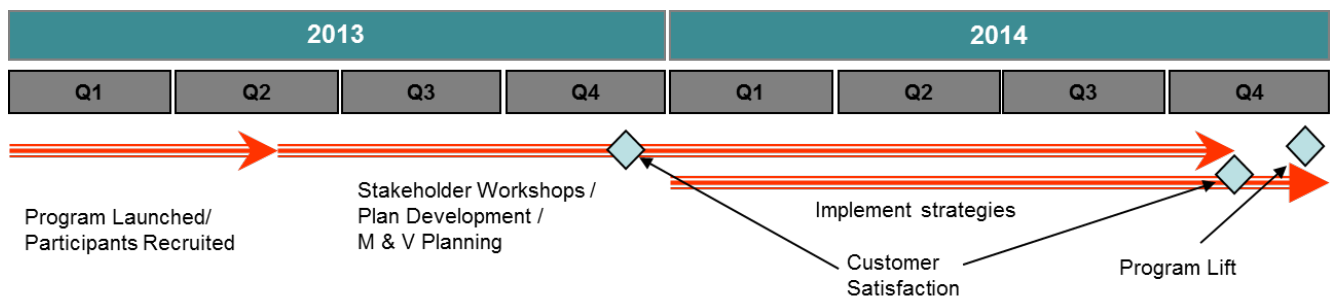 2013
2014
Q1
Q2
Q3
Q4
Q1
Q2
Q3
Q4
Program Launched/
Participants Recruited
Stakeholder Workshops /
Plan Development /
M & V Planning
Implement strategies
Customer
Satisfaction
Program Lift